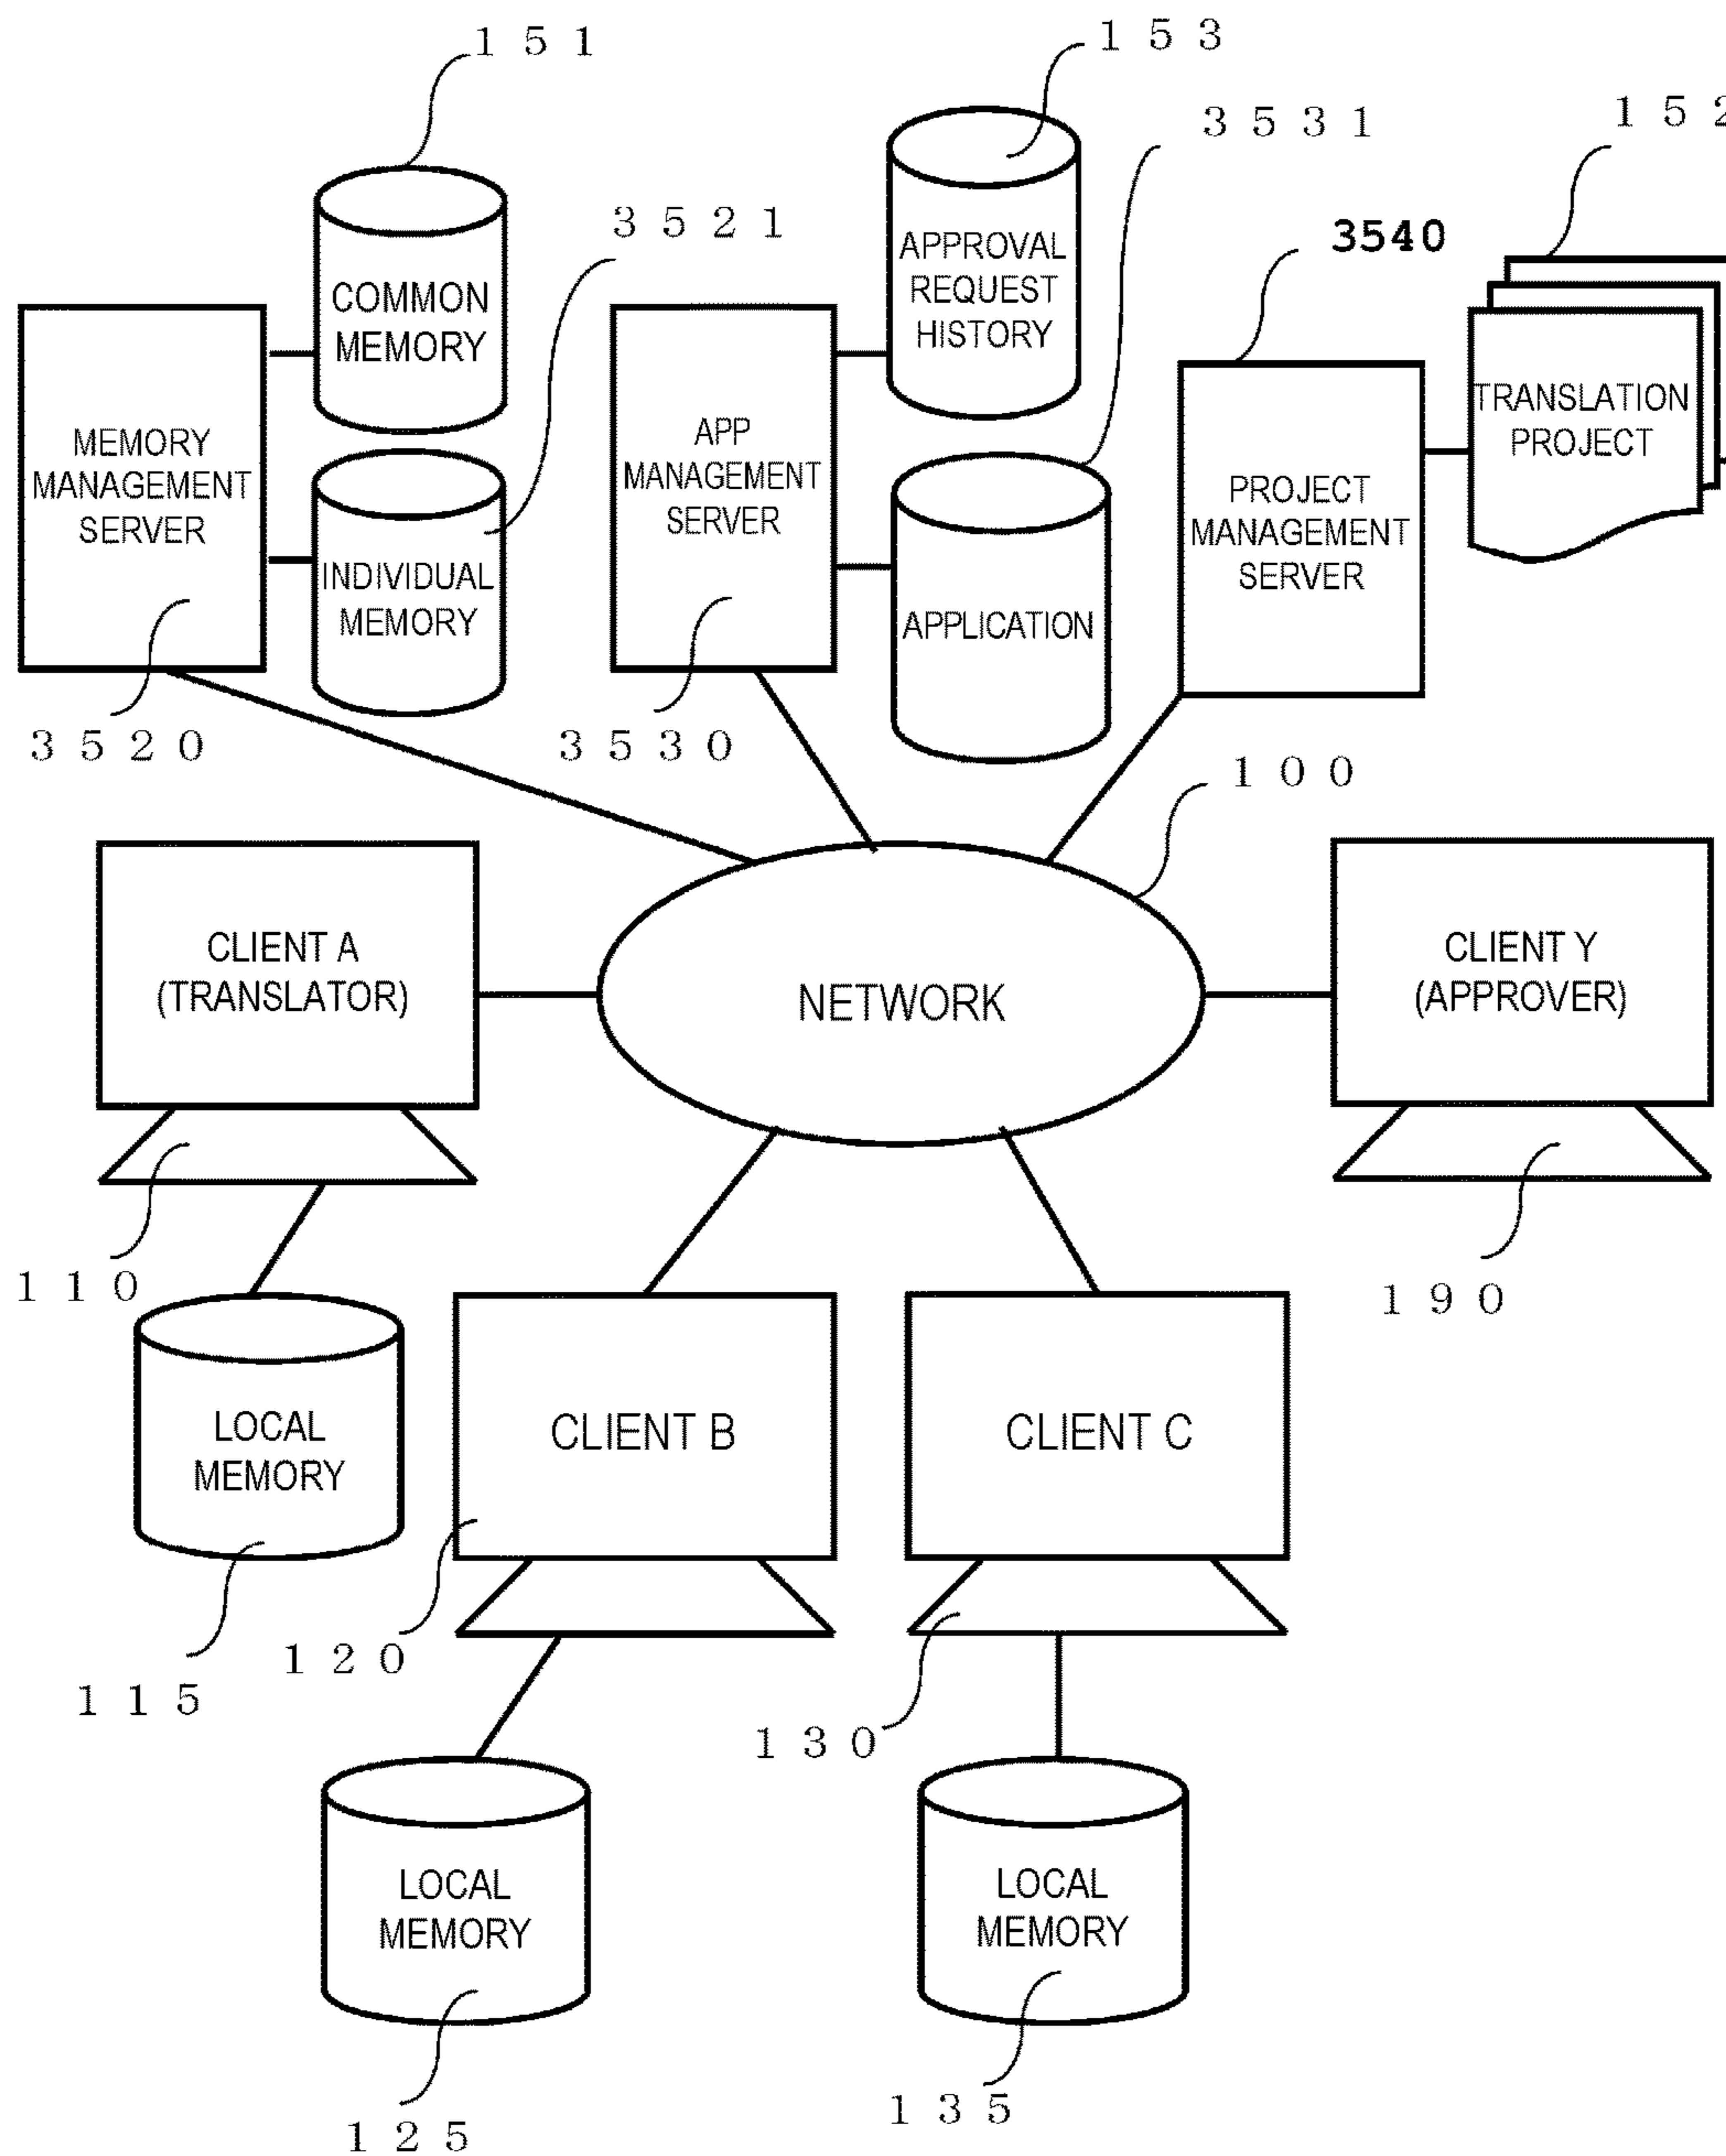 151
153
3531
152
3521
3540
COMMON
MEMORY
APPROVAL
REQUEST
HISTORY
TRANSLATION
PROJECT
MEMORY
MANAGEMENT
SERVER
APP
MANAGEMENT
SERVER
PROJECT
MANAGEMENT
SERVER
INDIVIDUAL
MEMORY
APPLICATION
3520
3530
100
CLIENT A
(TRANSLATOR)
NETWORK
CLIENT Y
(APPROVER)
110
190
LOCAL
MEMORY
CLIENT B
CLIENT C
115
120
130
LOCAL
MEMORY
LOCAL
MEMORY
125
135